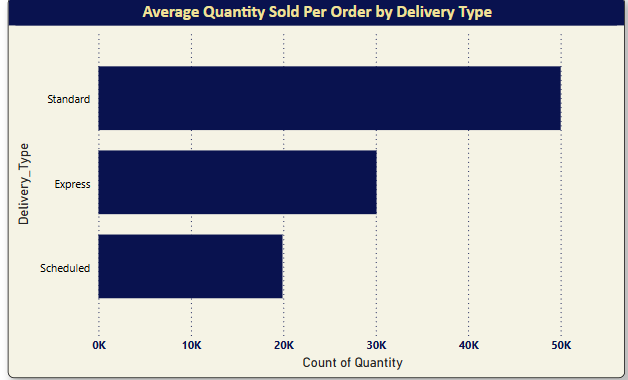 Average Quantity Sold Per Order by Delivery Type
Delivery_Type
Standard
Express
Scheduled
0K 10K 20K 30K 40K 50K
Count of Quantity